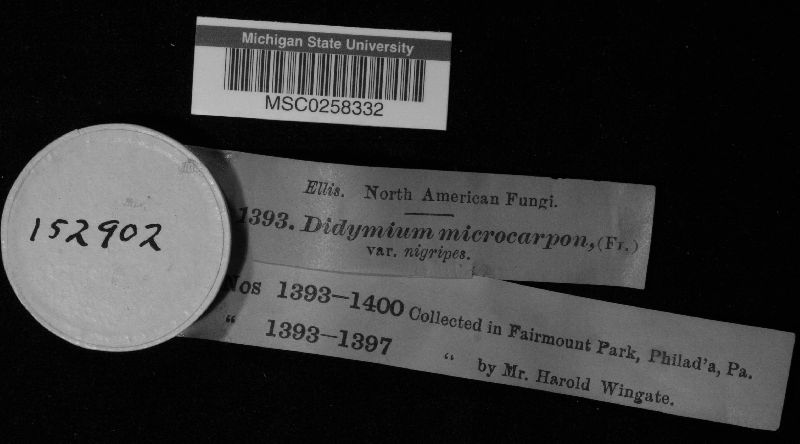 Michigan State University
MSC0258332
152902
Ellis. North American Fungi.
1393. Didymium microcarpon, (Fr.)
var. nigripes.
Nos 1393—1400 Collected in Fairmount Park, Philad'a, Pa.
“ 1393—1397 “ by Mr. Harold Wingate.